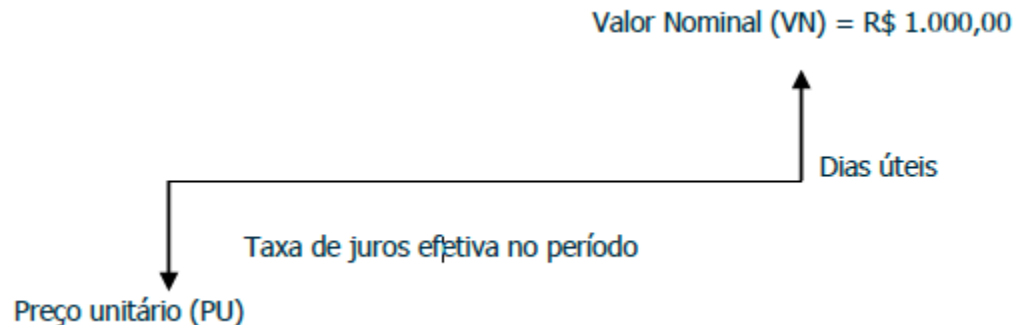 Valor Nominal (VN) = R$ 1.000,00
Dias úteis
Taxa de juros efetiva no período
Preço unitário (PU)